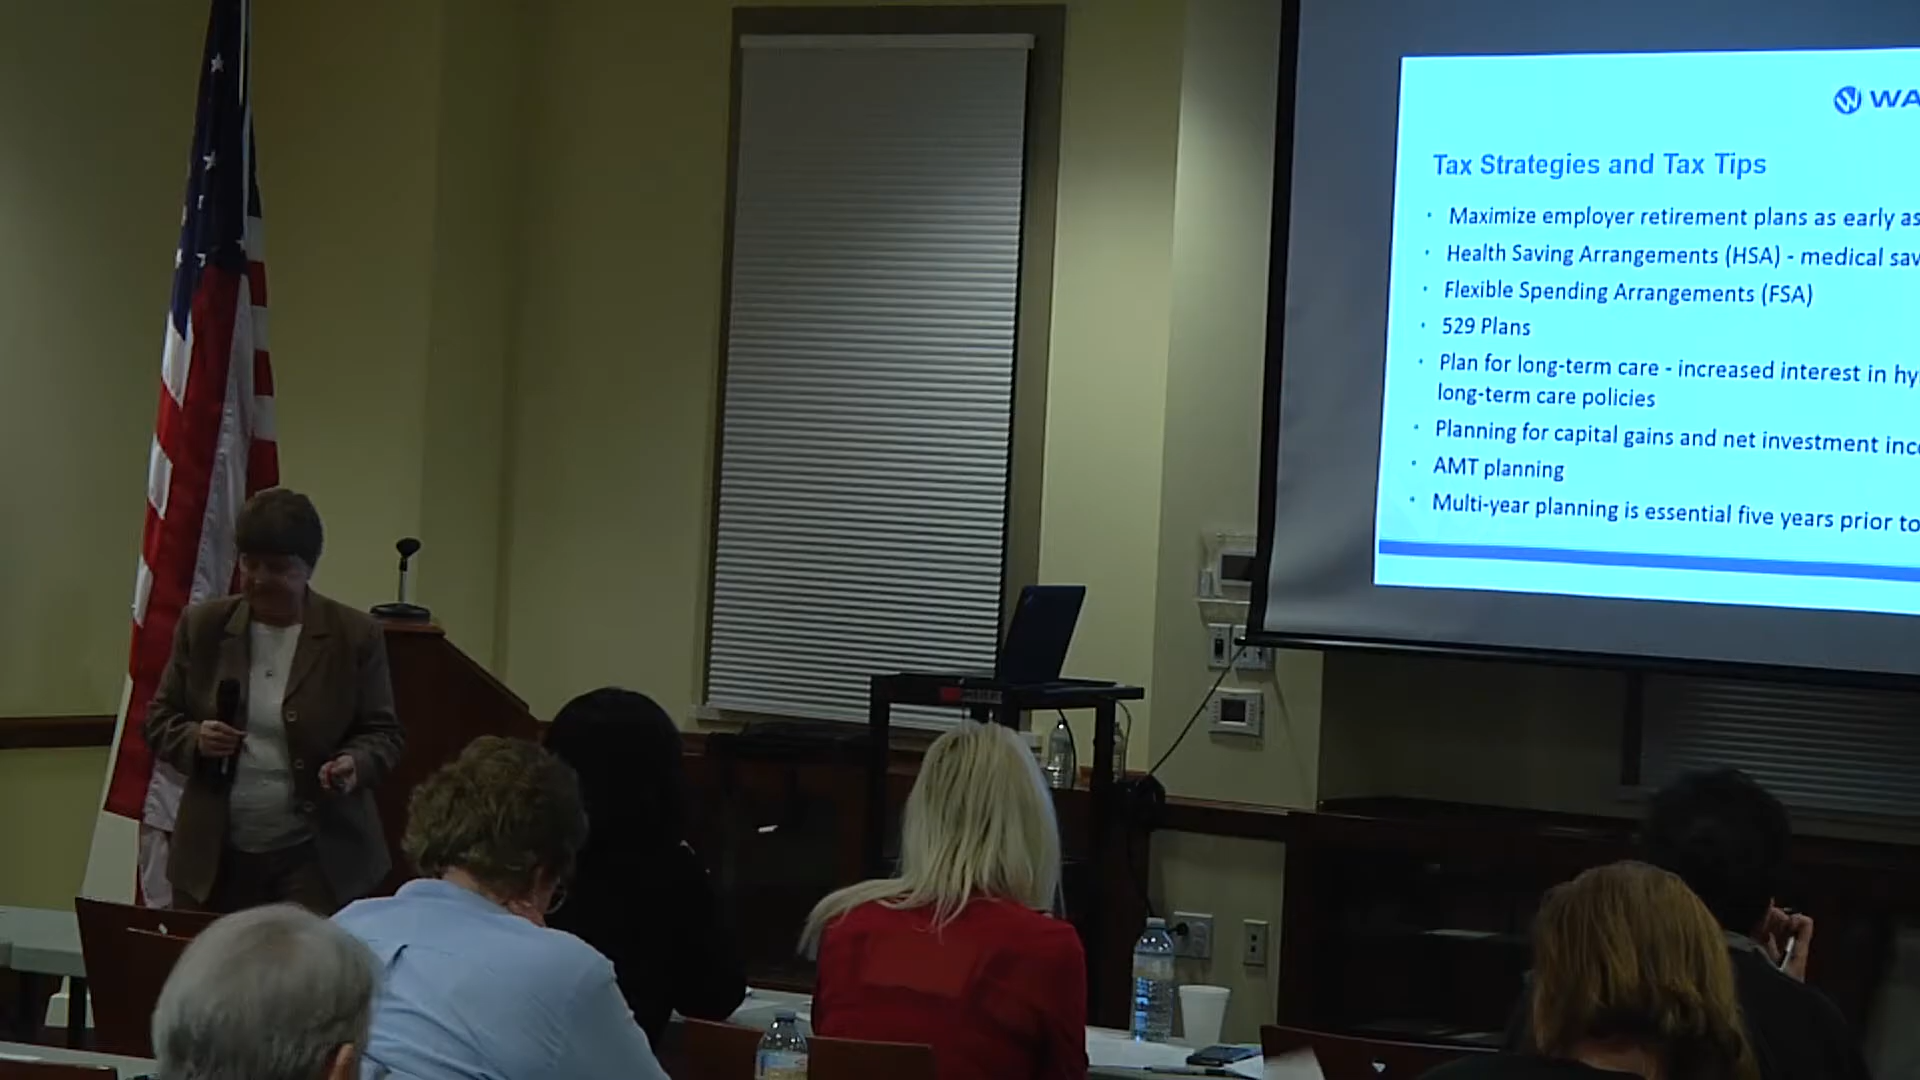 WA
Tax Strategies and Tax Tips
• Maximize employer retirement plans as early as
• Health Saving Arrangements (HSA) - medical sav
• Flexible Spending Arrangements (FSA)
• 529 Plans
• Plan for long-term care - increased interest in hy
long-term care policies
• Planning for capital gains and net investment inc
• AMT planning
• Multi-year planning is essential five years prior to